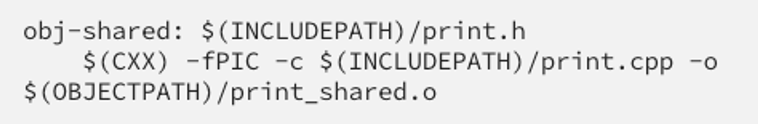 obj-shared: $(INCLUDEPATH)/print.h
    $(CXX) -fPIC -c $(INCLUDEPATH)/print.cpp -o
$(OBJECTPATH)/print_shared.o